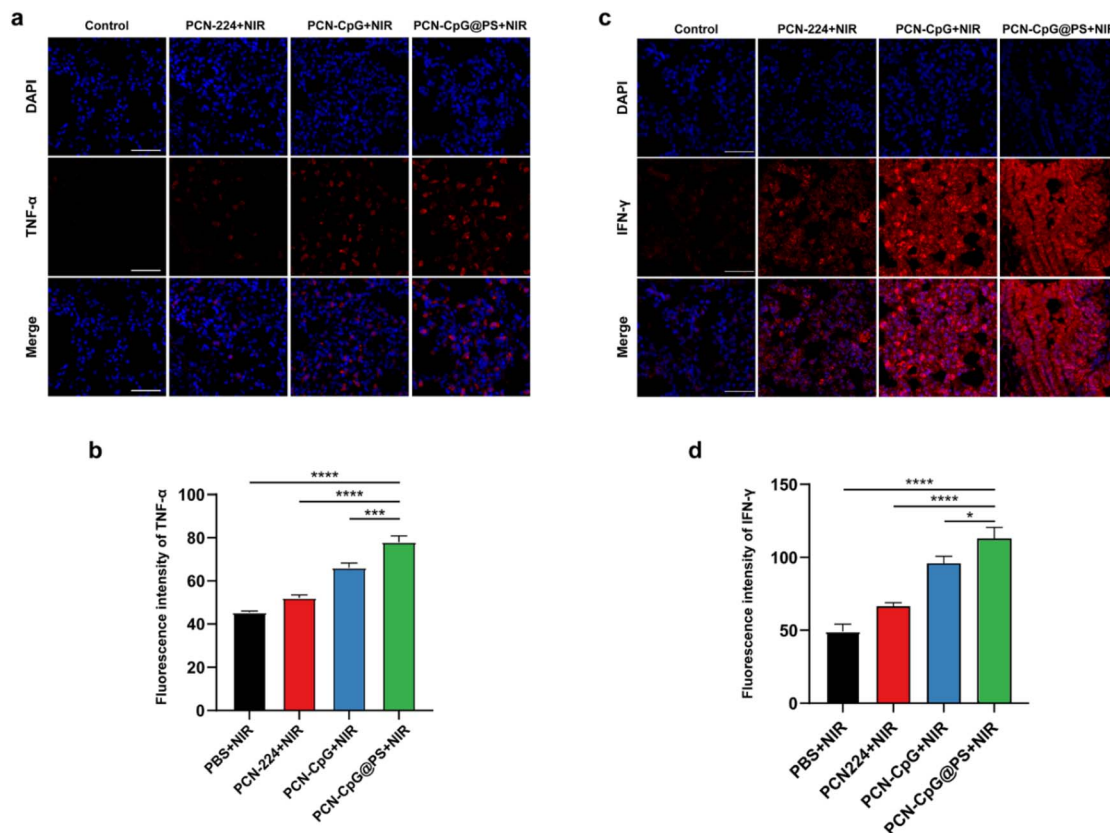 a
Control PCN-224+NIR PCN-CpG+NIR PCN-CpG@PS+NIR
DAPI
TNF-α
Merge
c
Control PCN-224+NIR PCN-CpG+NIR PCN-CpG@PS+NIR
DAPI
IFN-γ
Merge
b
Fluorescence intensity of TNF-α
100
80
60
40
20
0
****
****
***
PBS+NIR
PCN-224+NIR
PCN-CpG+NIR
PCN-CpG@PS+NIR
d
Fluorescence intensity of IFN-γ
150
100
50
0
****
****
*
PBS+NIR
PCN224+NIR
PCN-CpG+NIR
PCN-CpG@PS+NIR